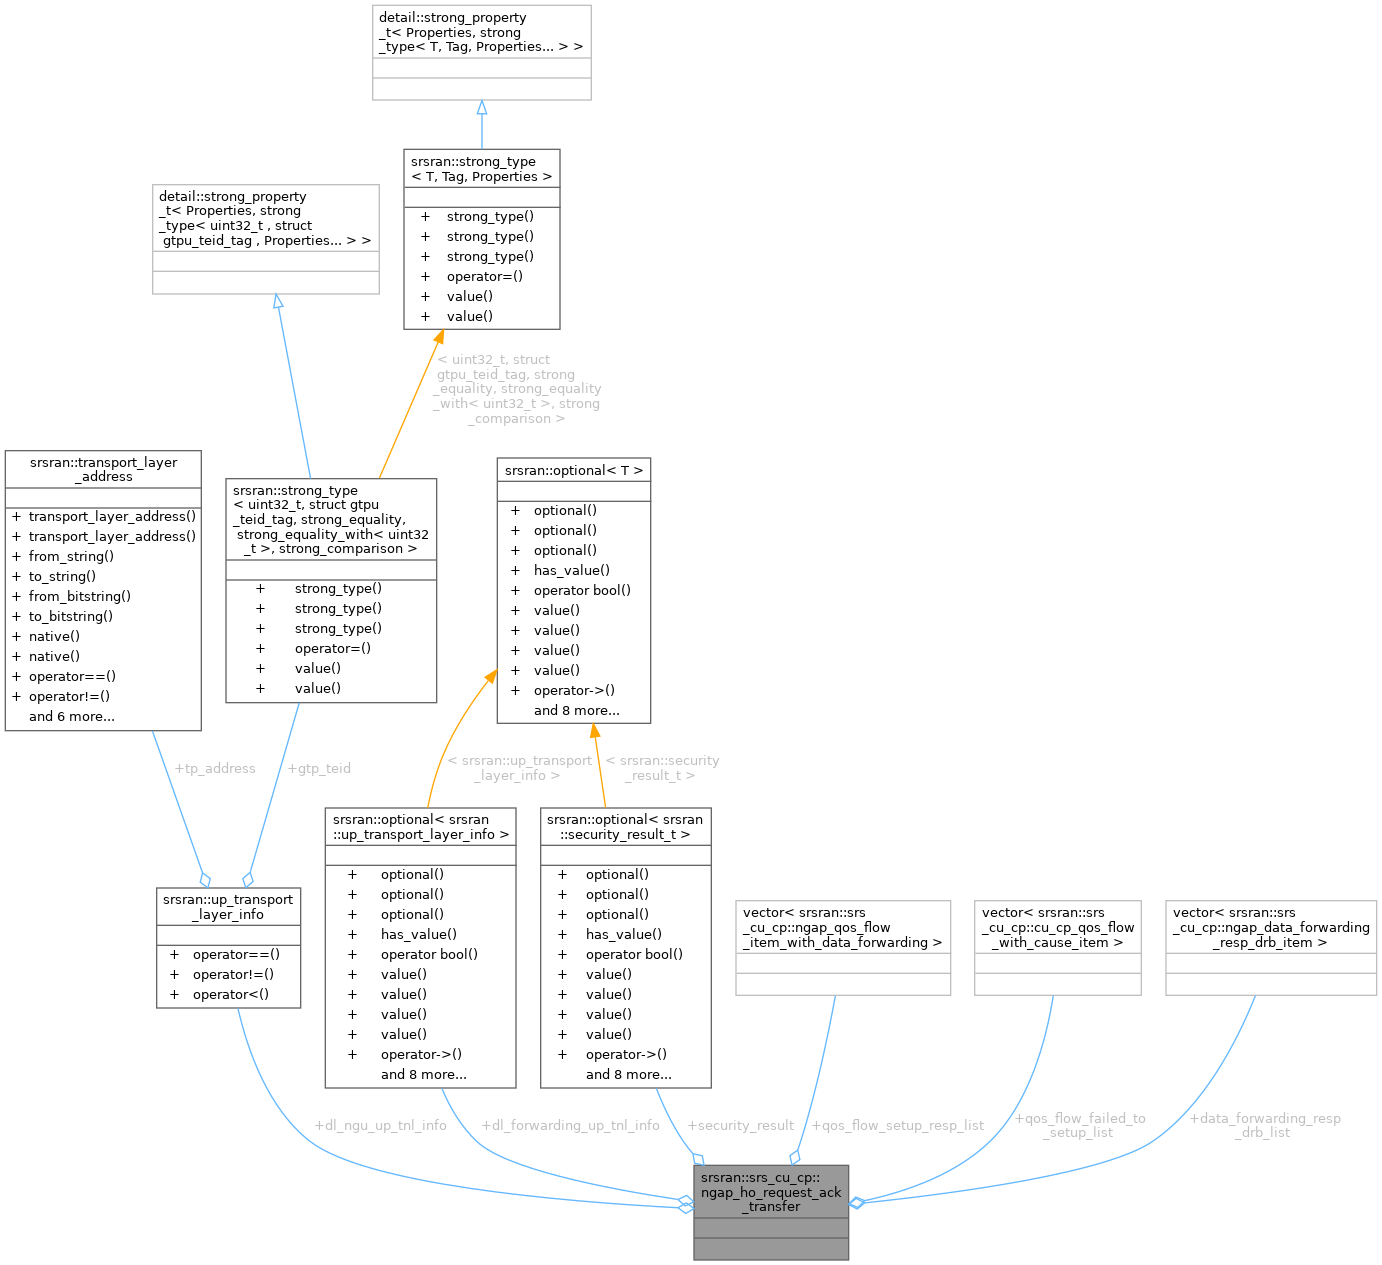 detail::strong_property
_t< Properties, strong
_type< T, Tag, Properties... > >
srsran::strong_type
< T, Tag, Properties >
+ strong_type()
+ strong_type()
+ strong_type()
+ operator=()
+ value()
+ value()
detail::strong_property
_t< Properties, strong
_type< uint32_t , struct
gtpu_teid_tag , Properties... > >
< uint32_t, struct
gtpu_teid_tag, strong
_equality, strong_equality
_with< uint32_t >, strong
_comparison >
srsran::transport_layer
_address
+ transport_layer_address()
+ transport_layer_address()
+ from_string()
+ to_string()
+ from_bitstring()
+ to_bitstring()
+ native()
+ native()
+ operator==()
+ operator!=()
and 6 more...
srsran::strong_type
< uint32_t, struct gtpu
_teid_tag, strong_equality,
strong_equality_with< uint32
_t >, strong_comparison >
+ strong_type()
+ strong_type()
+ strong_type()
+ operator=()
+ value()
+ value()
srsran::optional< T >
+ optional()
+ optional()
+ optional()
+ has_value()
+ operator bool()
+ value()
+ value()
+ value()
+ value()
+ operator->()
and 8 more...
+tp_address
+gtp_teid
< srsran::up_transport
_layer_info >
< srsran::security
_result_t >
srsran::up_transport
_layer_info
+ operator==()
+ operator!=()
+ operator<()
srsran::optional< srsran
::up_transport_layer_info >
+ optional()
+ optional()
+ optional()
+ has_value()
+ operator bool()
+ value()
+ value()
+ value()
+ value()
+ operator->()
and 8 more...
srsran::optional< srsran
::security_result_t >
+ optional()
+ optional()
+ optional()
+ has_value()
+ operator bool()
+ value()
+ value()
+ value()
+ value()
+ operator->()
and 8 more...
vector< srsran::srs
_cu_cp::ngap_qos_flow
_item_with_data_forwarding >
vector< srsran::srs
_cu_cp::cu_cp_qos_flow
_with_cause_item >
vector< srsran::srs
_cu_cp::ngap_data_forwarding
_resp_drb_item >
+dl_ngu_up_tnl_info
+dl_forwarding_up_tnl_info
+security_result
+qos_flow_setup_resp_list
+qos_flow_failed_to
_setup_list
+data_forwarding_resp
_drb_list
srsran::srs_cu_cp::
ngap_ho_request_ack
_transfer